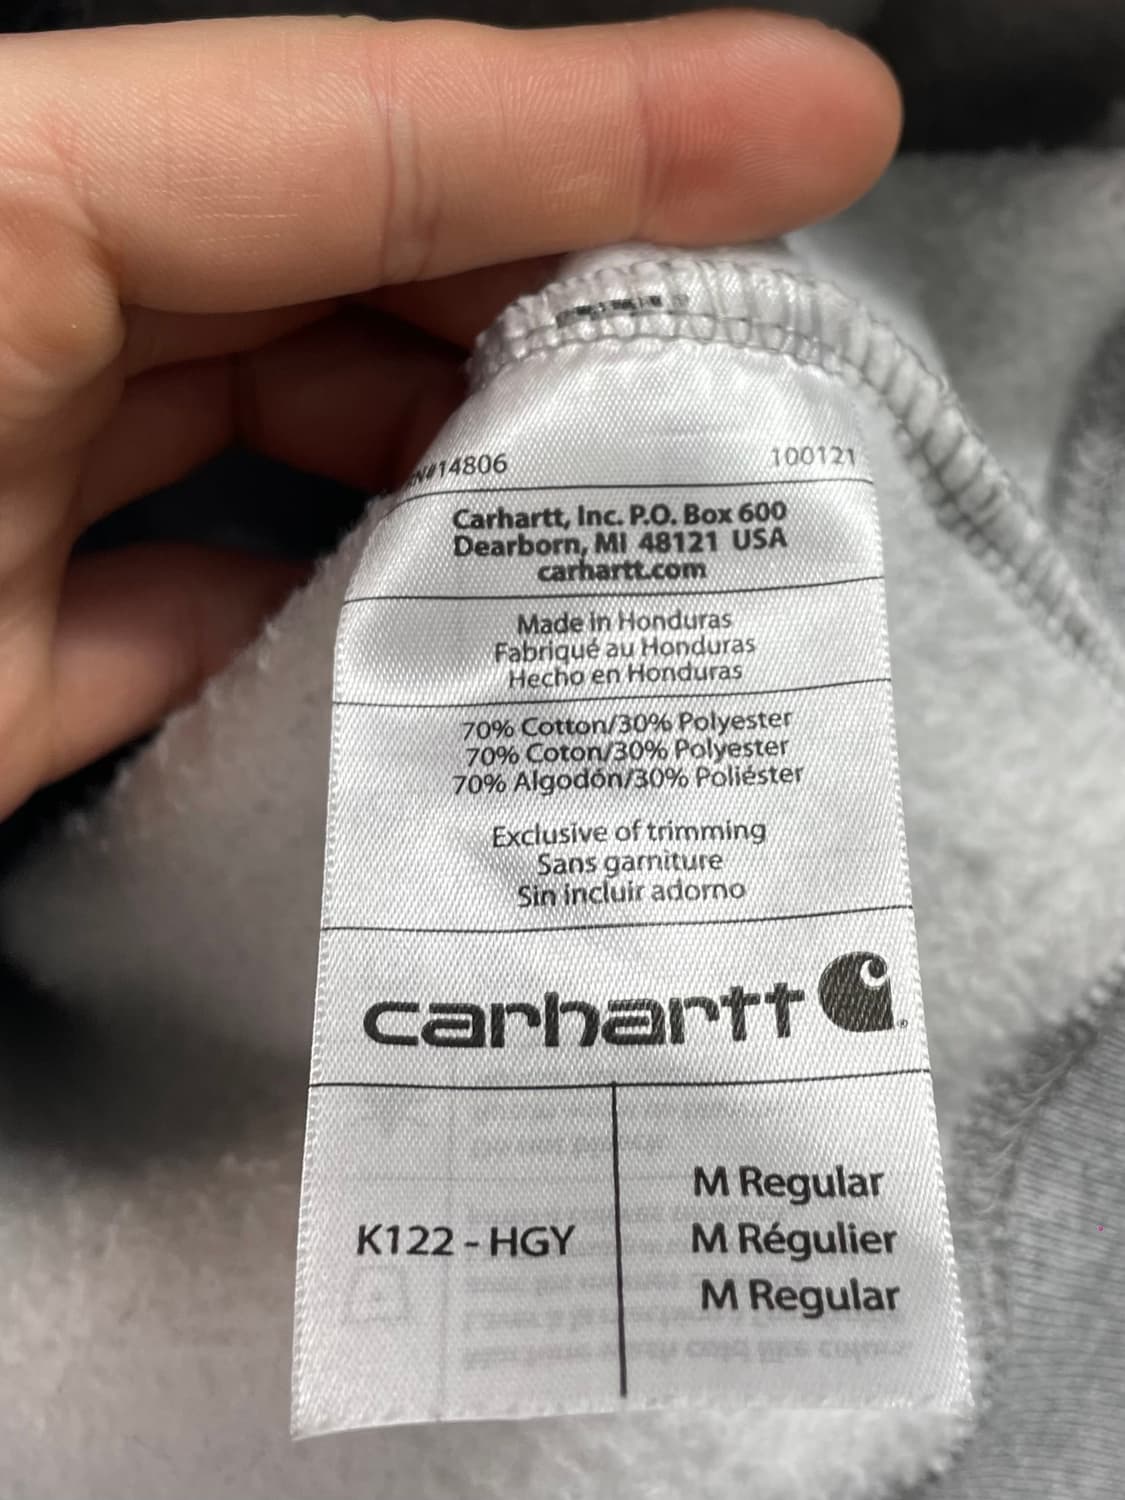 N#14806 100121
Carhartt, Inc. P.O. Box 600
Dearborn, MI 48121 USA
carhartt.com
Made in Honduras
Fabriqué au Honduras
Hecho en Honduras
70% Cotton/30% Polyester
70% Coton/30% Polyester
70% Algodón/30% Poliéster
Exclusive of trimming
Sans garniture
Sin incluir adorno
carhartt
K122 - HGY
M Regular
M Régulier
M Regular